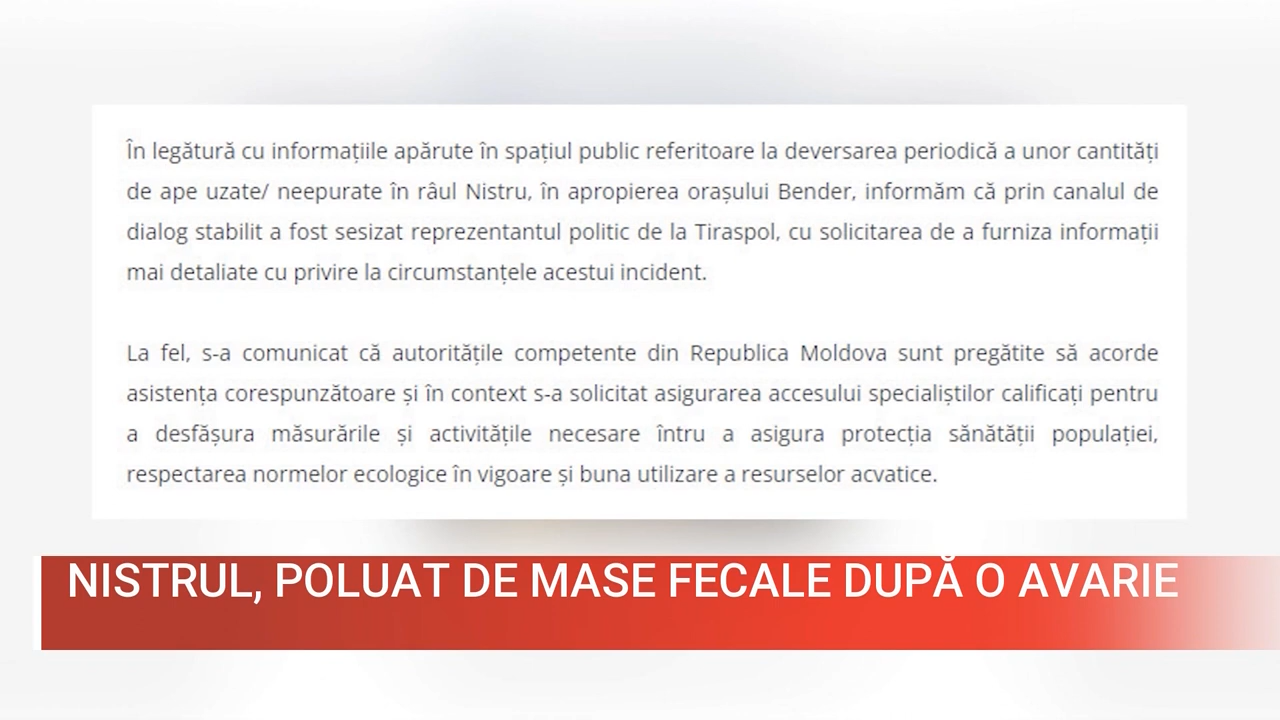 În legătură cu informațiile apărute în spațiul public referitoare la deversarea periodică a unor cantități
de ape uzate/ neepurate în râul Nistru, în apropierea orașului Bender, informăm că prin canalul de
dialog stabilit a fost sesizat reprezentantul politic de la Tiraspol, cu solicitarea de a furniza informații
mai detaliate cu privire la circumstanțele acestui incident.
La fel, s-a comunicat că autoritățile competente din Republica Moldova sunt pregătite să acorde
asistența corespunzătoare și în context s-a solicitat asigurarea accesului specialiștilor calificați pentru
a desfășura măsurările și activitățile necesare întru a asigura protecția sănătății populației,
respectarea normelor ecologice în vigoare și buna utilizare a resurselor acvatice.
NISTRUL, POLUAT DE MASE FECALE DUPĂ O AVARIE